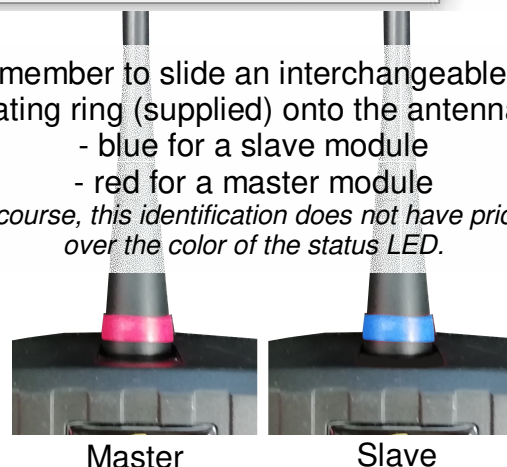 member to slide an interchangeable
ating ring (supplied) onto the antenna
- blue for a slave module
- red for a master module
course, this identification does not have prio
over the color of the status LED.
Master
Slave